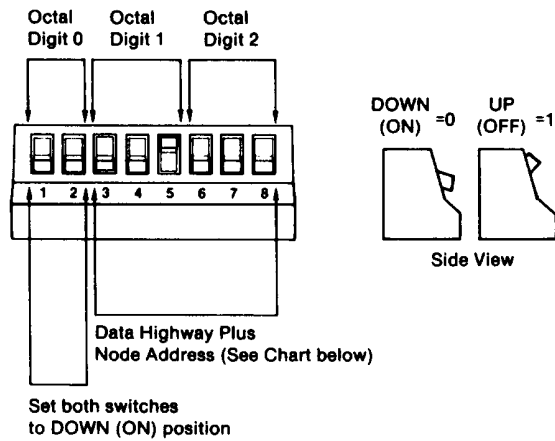 Octal
Digit 0
Octal
Digit 1
Octal
Digit 2
DOWN
(ON) =0
UP
(OFF) =1
1 2 3 4 5 6 7 8
Side View
Data Highway Plus
Node Address (See Chart below)
Set both switches
to DOWN (ON) position